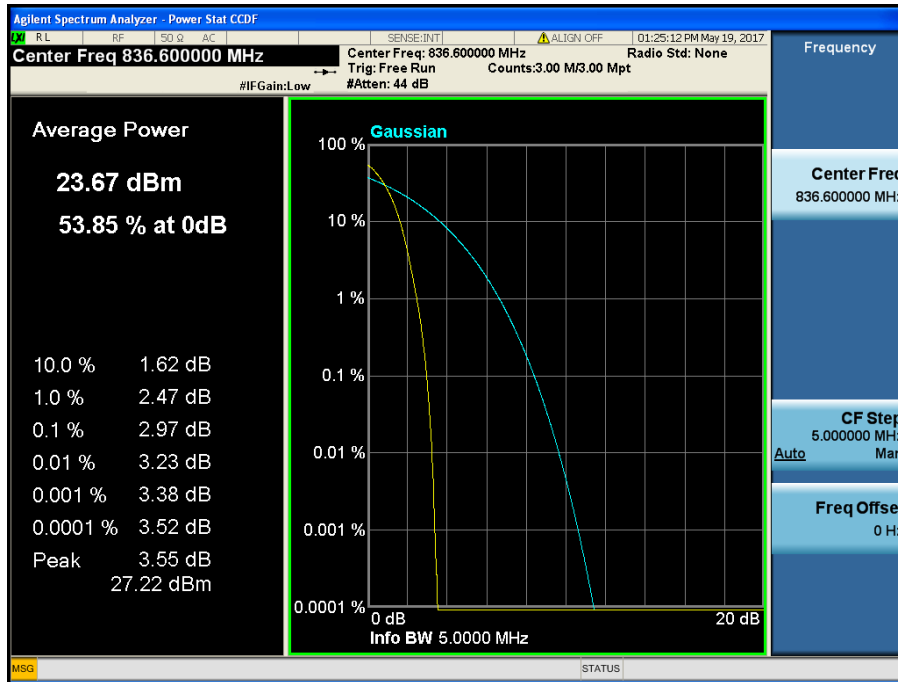 Agilent Spectrum Analyzer - Power Stat CCDF
LXI RL RF 50 Ω AC SENSE:INT ALIGN OFF 01:25:12 PM May 19, 2017
Center Freq 836.600000 MHz
Center Freq: 836.600000 MHz Radio Std: None
Trig: Free Run Counts:3.00 M/3.00 Mpt
#IFGain:Low #Atten: 44 dB
Average Power
23.67 dBm
53.85 % at 0dB
10.0 % 1.62 dB
1.0 % 2.47 dB
0.1 % 2.97 dB
0.01 % 3.23 dB
0.001 % 3.38 dB
0.0001 % 3.52 dB
Peak 3.55 dB
27.22 dBm
Gaussian
100 %
10 %
1 %
0.1 %
0.01 %
0.001 %
0.0001 %
0 dB 20 dB
Info BW 5.0000 MHz
Frequency
Center Freq
836.600000 MHz
CF Step
5.000000 MHz
Auto Man
Freq Offse
0 Hz
MSG STATUS